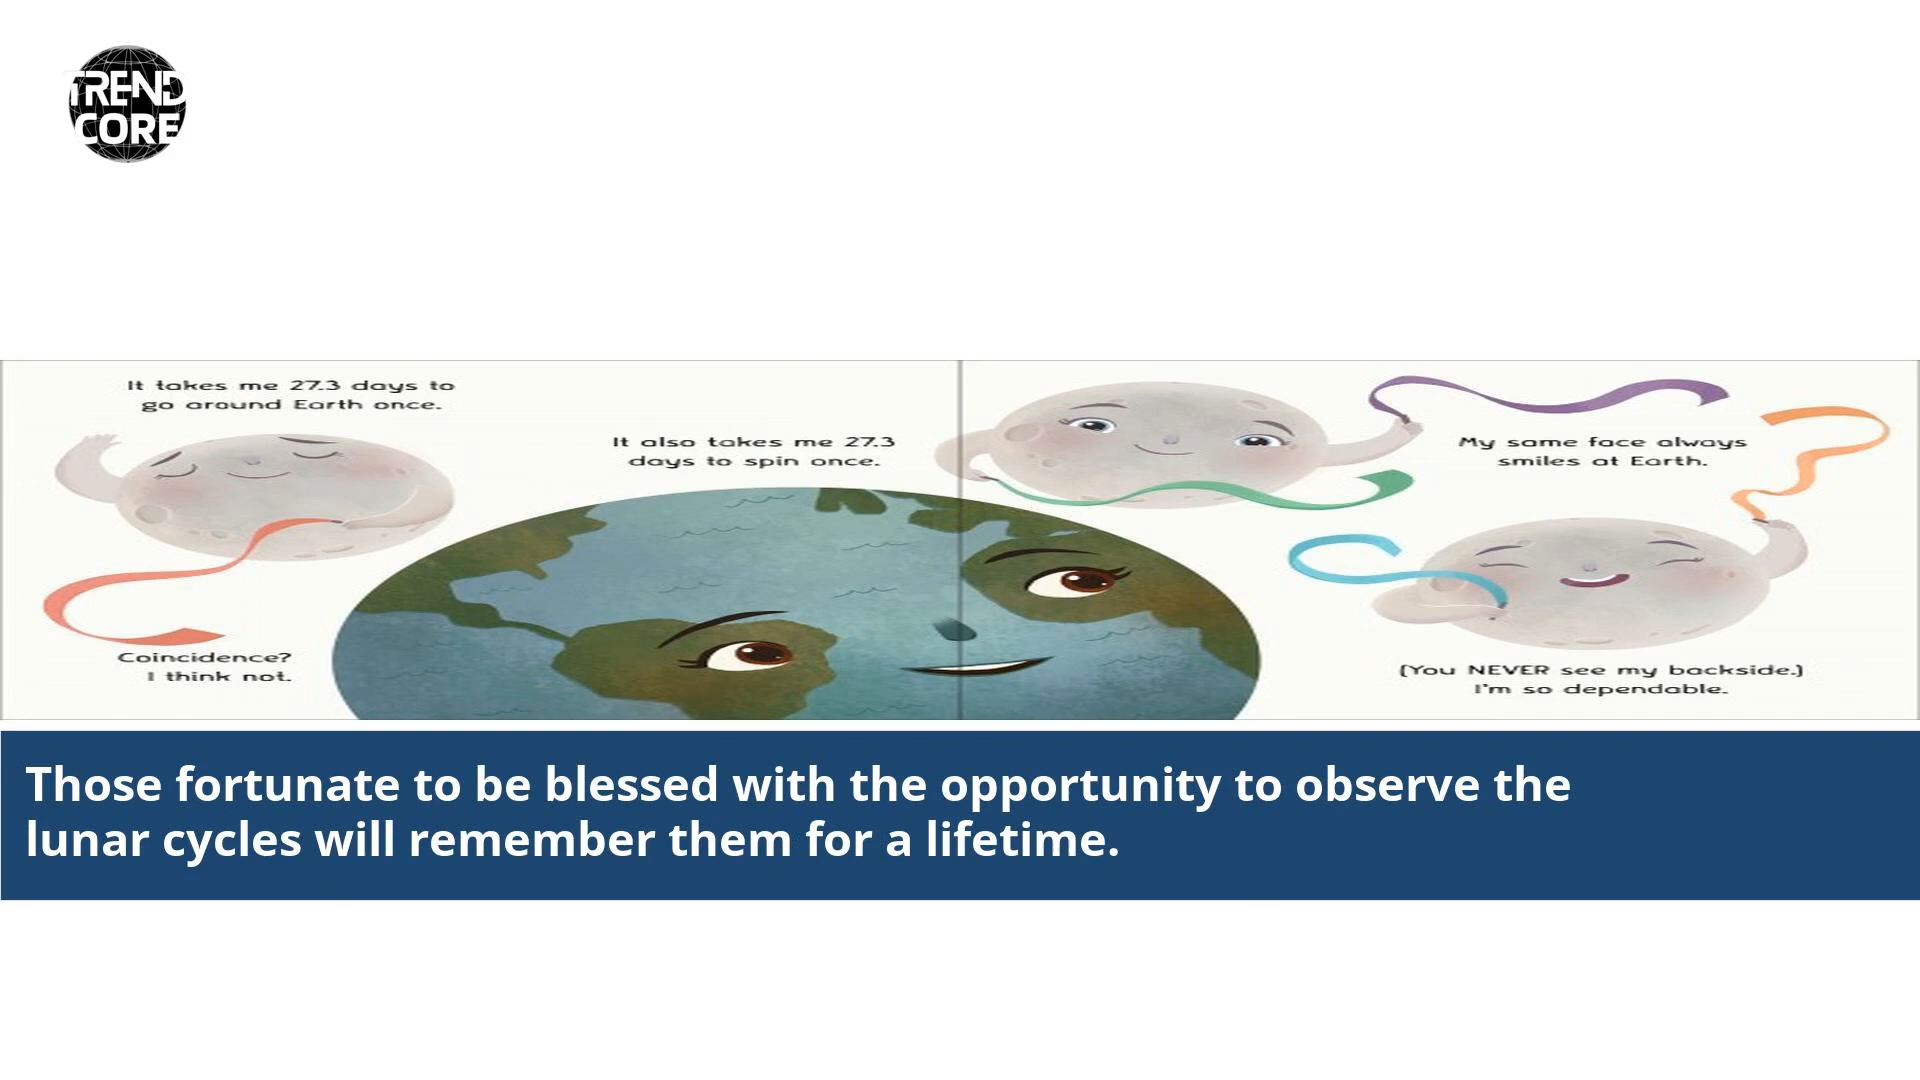 TREND
CORE
It takes me 27.3 days to
go around Earth once.
It also takes me 27.3
days to spin once.
Coincidence?
I think not.
My same face always
smiles at Earth.
(You NEVER see my backside.)
I'm so dependable.
Those fortunate to be blessed with the opportunity to observe the
lunar cycles will remember them for a lifetime.